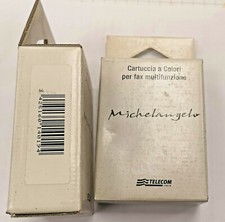 Cartuccia a Colori
per fax multifunzione
Michelangelo
TELECOM